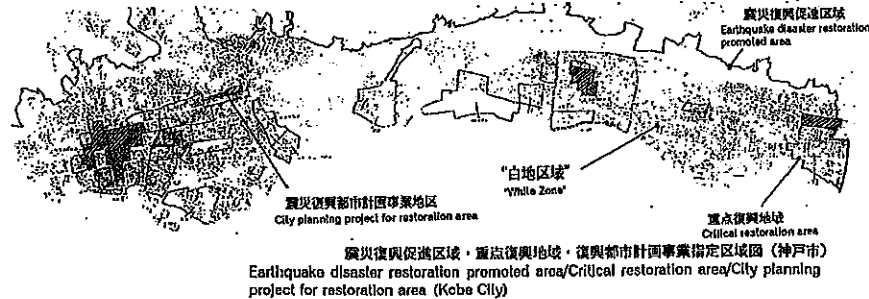 震災復興促進区域
Earthquake disaster restoration
promoted area
"白地区域"
"White Zone"
震災復興都市計画事業地区
City planning project for restoration area
重点復興地域
Critical restoration area
震災復興促進区域・重点復興地域・復興都市計画事業指定区域図（神戸市）
Earthquake disaster restoration promoted area/Critical restoration area/City planning
project for restoration area (Kobe City)